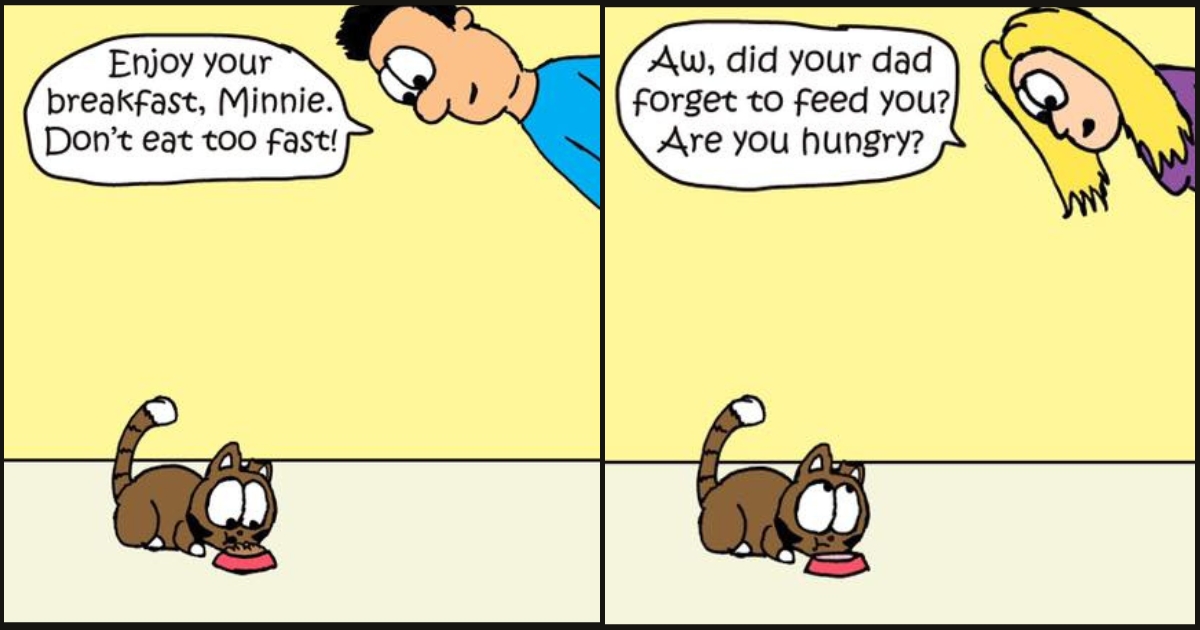 Enjoy your
breakfast, Minnie.
Don't eat too fast!
Aw, did your dad
forget to feed you?
Are you hungry?